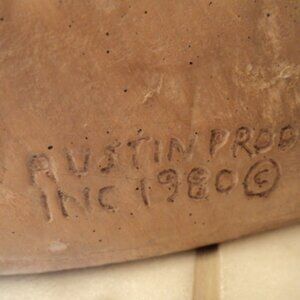 AUSTIN PROD
INC 1980 ©